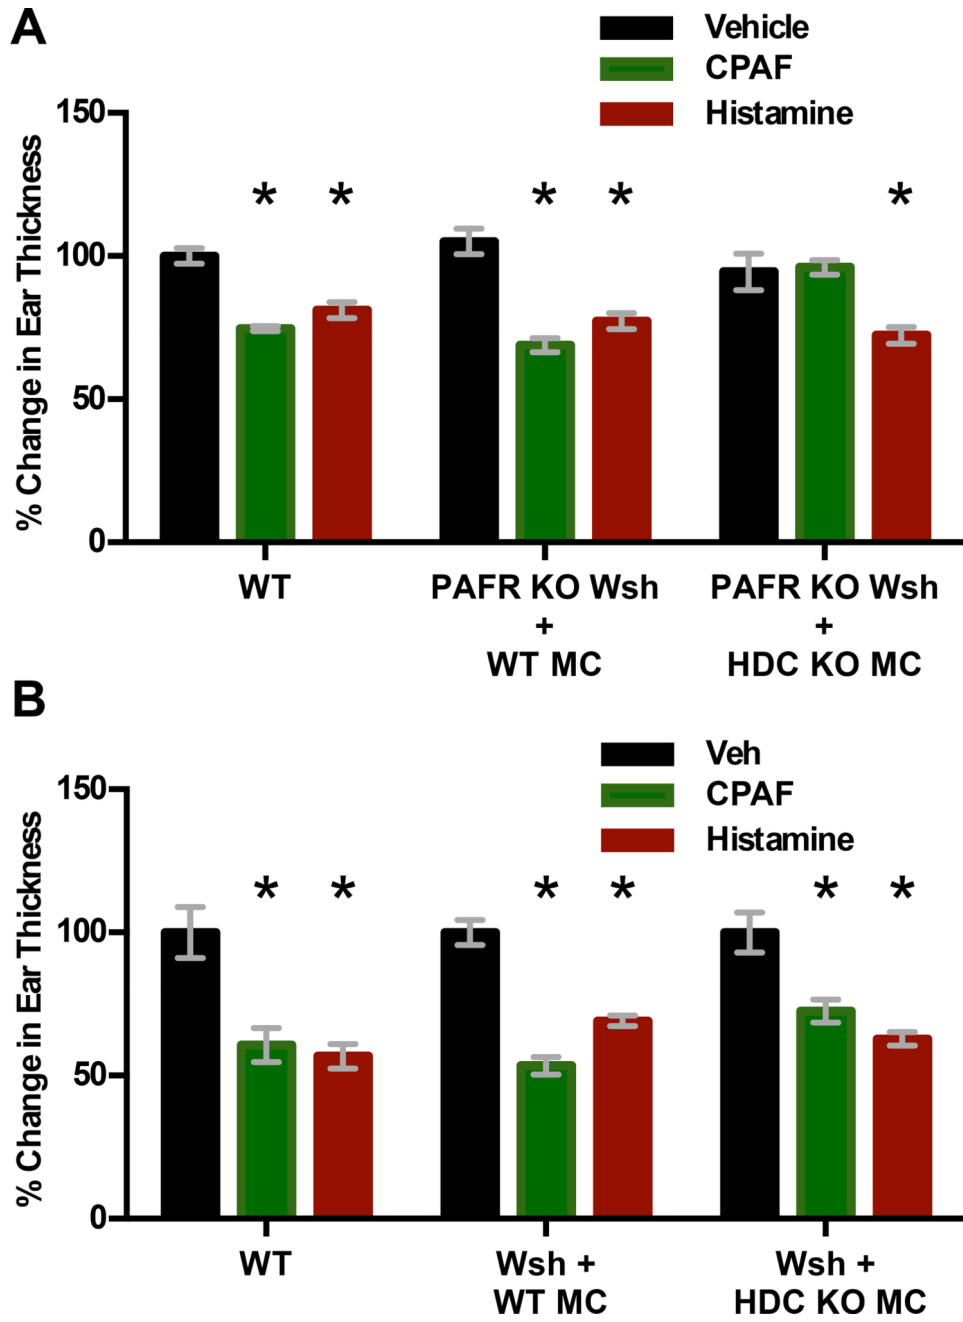 A
Vehicle
CPAF
Histamine
% Change in Ear Thickness
150
100
50
0
* * * * *
WT
PAFR KO Wsh
+
WT MC
PAFR KO Wsh
+
HDC KO MC
B
Veh
CPAF
Histamine
% Change in Ear Thickness
150
100
50
0
* * * * * *
WT
Wsh +
WT MC
Wsh +
HDC KO MC